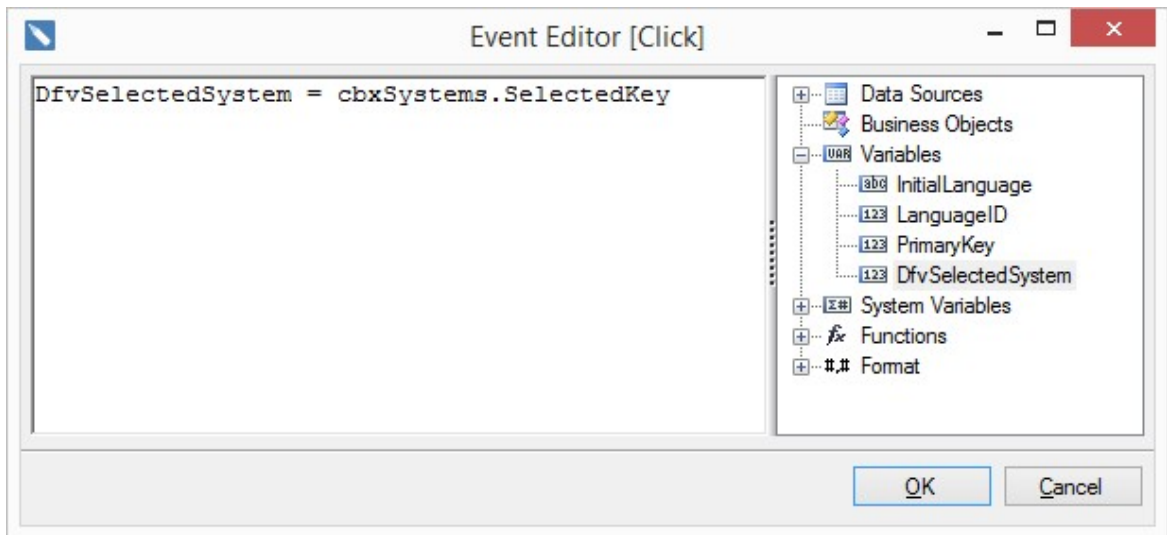 Event Editor [Click]
DfvSelectedSystem = cbxSystems.SelectedKey
Data Sources
Business Objects
VAR Variables
abc InitialLanguage
123 LanguageID
123 PrimaryKey
123 DfvSelectedSystem
Σ# System Variables
fx Functions
#,# Format
OK
Cancel